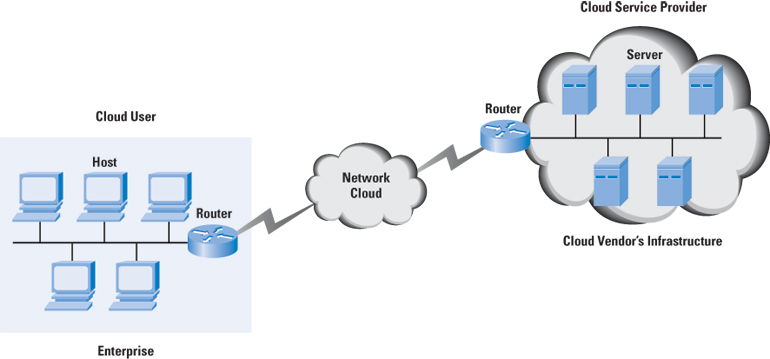 Cloud Service Provider
Server
Router
Cloud User
Host
Network
Cloud
Router
Cloud Vendor's Infrastructure
Enterprise